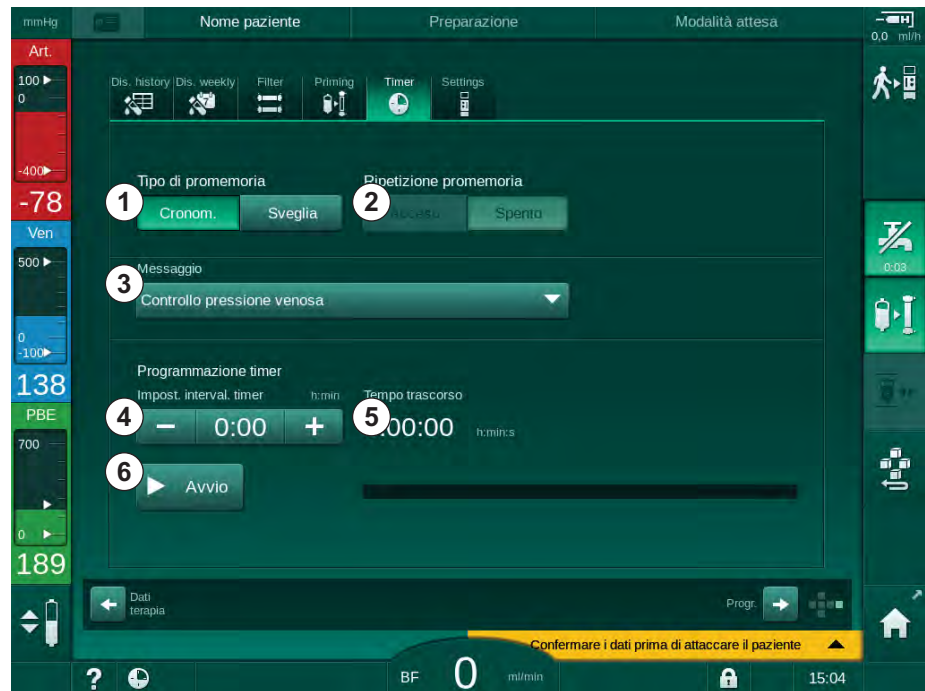 mmHg
Nome paziente
Preparazione
Modalità attesa
0,0 ml/h
Art.
100
0
-400
-78
Ven
500
0
-100
138
PBE
700
0
189
Dis. history
Dis. weekly
Filter
Priming
Timer
Settings
7
Tipo di promemoria
Ripetizione promemoria
1
Cronom.
Sveglia
2
Acceso
Spento
Messaggio
3
Controllo pressione venosa
Programmazione timer
Impost. interval. timer h:min
Tempo trascorso
4
− 0:00 +
5
:00:00 h:min:s
6
Avvio
0:03
Dati
terapia
Progr.
Confermare i dati prima di attaccare il paziente
?
BF 0 ml/min
15:04